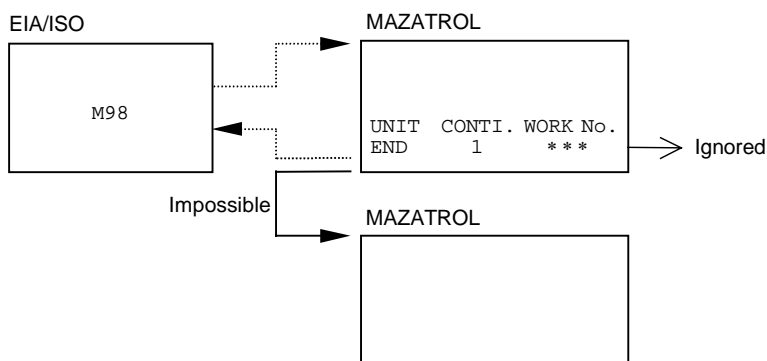 EIA/ISO
MAZATROL
M98
UNIT CONTI. WORK No.
END 1 ***
Ignored
Impossible
MAZATROL